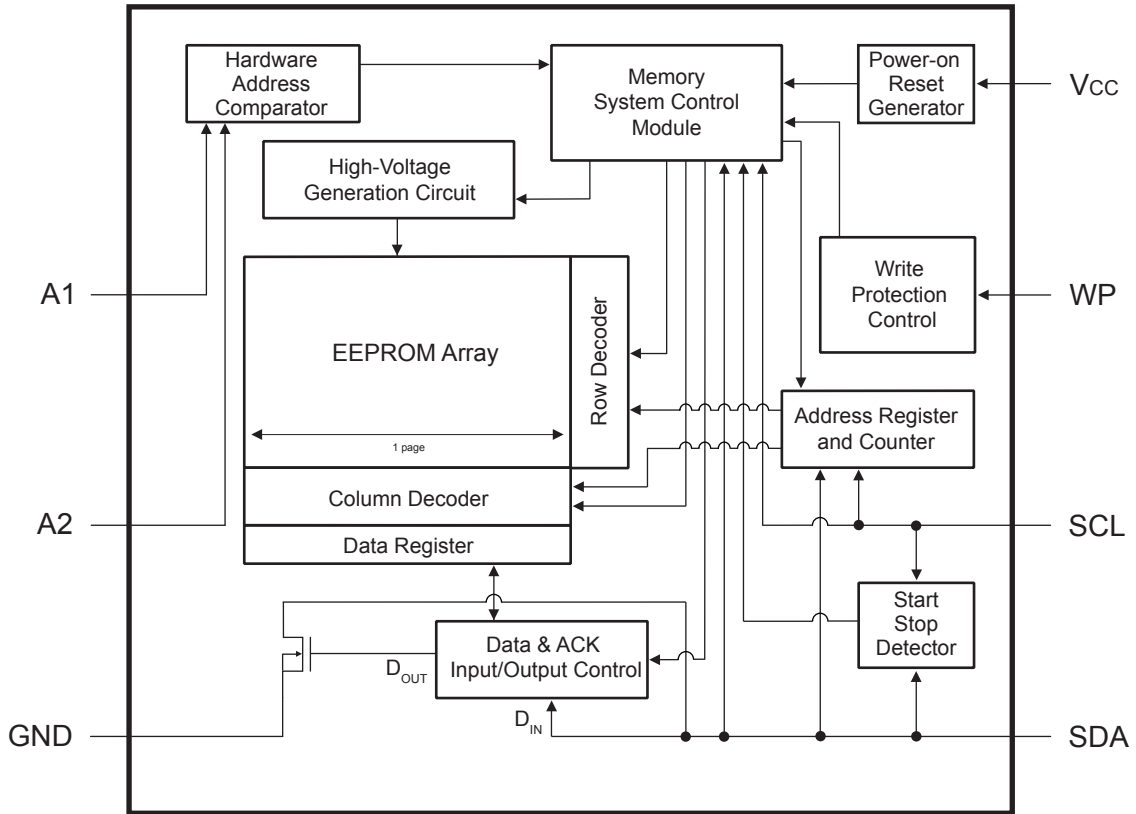 Hardware
Address
Comparator
Memory
System Control
Module
Power-on
Reset
Generator
VCC
High-Voltage
Generation Circuit
A1
EEPROM Array
Row Decoder
1 page
Write
Protection
Control
WP
Address Register
and Counter
Column Decoder
A2
SCL
Data Register
Start
Stop
Detector
Data & ACK
Input/Output Control
DOUT
DIN
GND
SDA